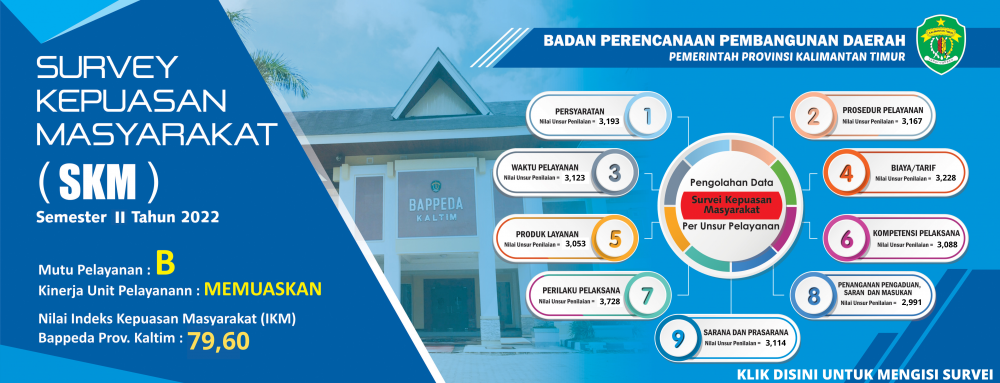 SURVEY
KEPUASAN
MASYARAKAT
( SKM )
Semester II Tahun 2022
Mutu Pelayanan : B
Kinerja Unit Pelayanann : MEMUASKAN
Nilai Indeks Kepuasan Masyarakat (IKM)
Bappeda Prov. Kaltim : 79,60
BAPPEDA
KALTIM
BADAN PERENCANAAN PEMBANGUNAN DAERAH
PEMERINTAH PROVINSI KALIMANTAN TIMUR
PERSYARATAN
Nilai Unsur Penilaian = 3,193
1
2
PROSEDUR PELAYANAN
Nilai Unsur Penilaian = 3,167
WAKTU PELAYANAN
Nilai Unsur Penilaian = 3,123
3
4
BIAYA/TARIF
Nilai Unsur Penilaian = 3,228
Pengolahan Data
Survei Kepuasan
Masyarakat
Per Unsur Pelayanan
PRODUK LAYANAN
Nilai Unsur Penilaian = 3,053
5
6
KOMPETENSI PELAKSANA
Nilai Unsur Penilaian = 3,088
PERILAKU PELAKSANA
Nilai Unsur Penilaian = 3,728
7
8
PENANGANAN PENGADUAN,
SARAN DAN MASUKAN
Nilai Unsur Penilaian = 2,991
9
SARANA DAN PRASARANA
Nilai Unsur Penilaian = 3,114
KLIK DISINI UNTUK MENGISI SURVEI